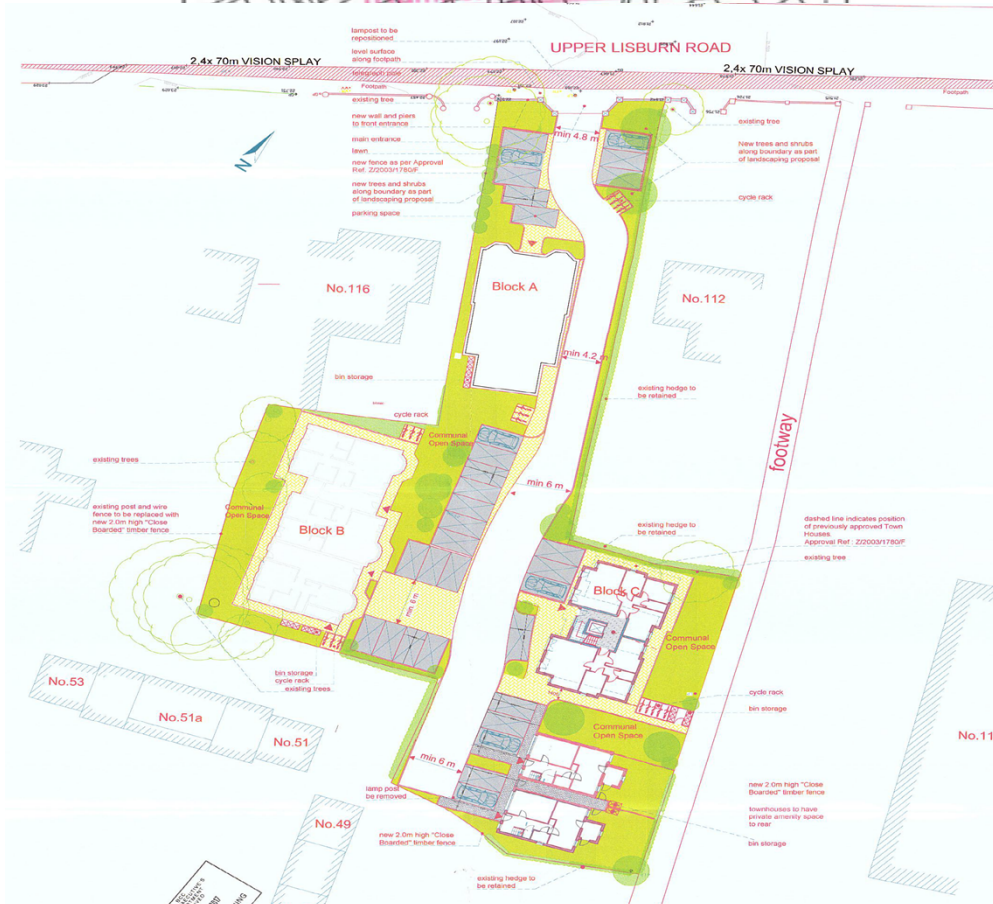 UPPER LISBURN ROAD
2.4x 70m VISION SPLAY
2.4x 70m VISION SPLAY
lampost to be
repositioned
level surface
along footpath
telegraph pole
Footpath
Footpath
existing tree
new wall and piers
to front entrance
main entrance
lawn
new fence as per Approval
Ref. Z/2003/1780/F
new trees and shrubs
along boundary as part
of landscaping proposal
parking space
min 4.8 m
existing tree
New trees and shrubs
along boundary as part
of landscaping proposal
cycle rack
N
No.116
Block A
No.112
min 4.2 m
bin storage
cycle rack
existing hedge to
be retained
Communal
Open Space
footway
existing trees
min 6 m
existing post and wire
fence to be replaced with
new 2.0m high "Close
Boarded" timber fence
Communal
Open Space
Block B
existing hedge to
be retained
dashed line indicates position
of previously approved Town
Houses.
Approval Ref : Z/2003/1780/F
existing tree
Block C
min. 6 m
Communal
Open Space
bin storage
cycle rack
existing trees
No.53
No.51a
No.51
cycle rack
bin storage
Communal
Open Space
No.11
min 6 m
lamp post
be removed
new 2.0m high "Close
Boarded" timber fence
townhouses to have
private amenity space
to rear
bin storage
No.49
new 2.0m high "Close
Boarded" timber fence
existing hedge to
be retained